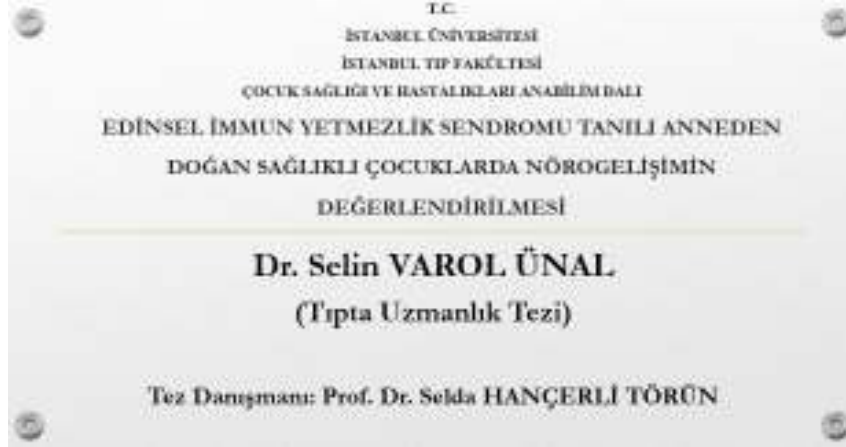 T.C.
İSTANBUL ÜNİVERSİTESİ
İSTANBUL TIP FAKÜLTESİ
ÇOCUK SAĞLIĞI VE HASTALIKLARI ANABİLİM DALI
EDİNSEL İMMUN YETMEZLİK SENDROMU TANILI ANNEDEN
DOĞAN SAĞLIKLI ÇOCUKLARDA NÖROGELİŞİMİN
DEĞERLENDİRİLMESİ
Dr. Selin VAROL ÜNAL
(Tıpta Uzmanlık Tezi)
Tez Danışmanı: Prof. Dr. Selda HANÇERLİ TÖRÜN